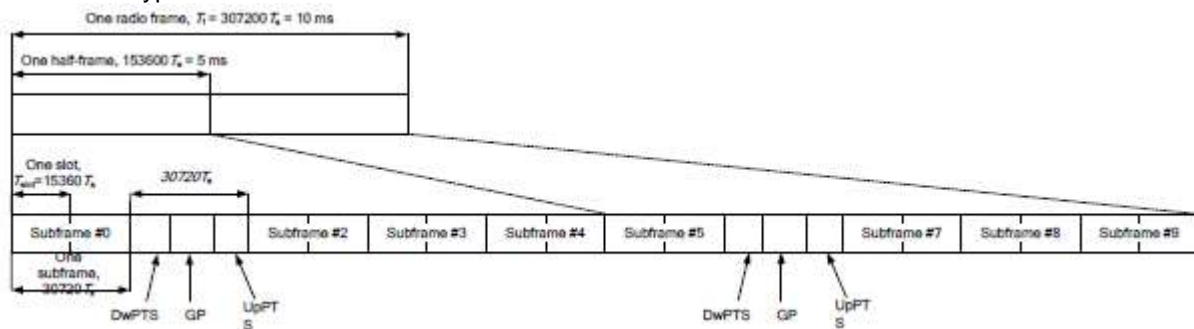 One radio frame, Tf = 307200 Ts = 10 ms
One half-frame, 153600 Ts = 5 ms
One slot,
Tslot=15360 Ts
30720Ts
Subframe #0
Subframe #2
Subframe #3
Subframe #4
Subframe #5
Subframe #7
Subframe #8
Subframe #9
One
subframe,
30720 Ts
DwPTS
GP
UpPT
S
DwPTS
GP
UpPT
S